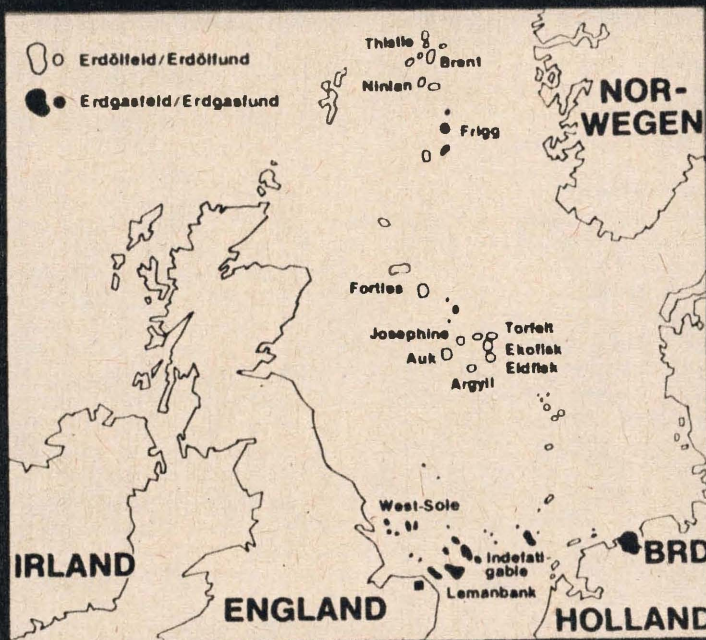 Erdölfeld/Erdölfund
Erdgasfeld/Erdgasfund
Thistle
Brent
Ninian
Frigg
NOR-
WEGEN
Forties
Josephine
Torfelt
Auk
Ekofisk
Eldfisk
Argyll
West-Sole
Indefati-
gable
Lemanbank
IRLAND
ENGLAND
BRD
HOLLAND